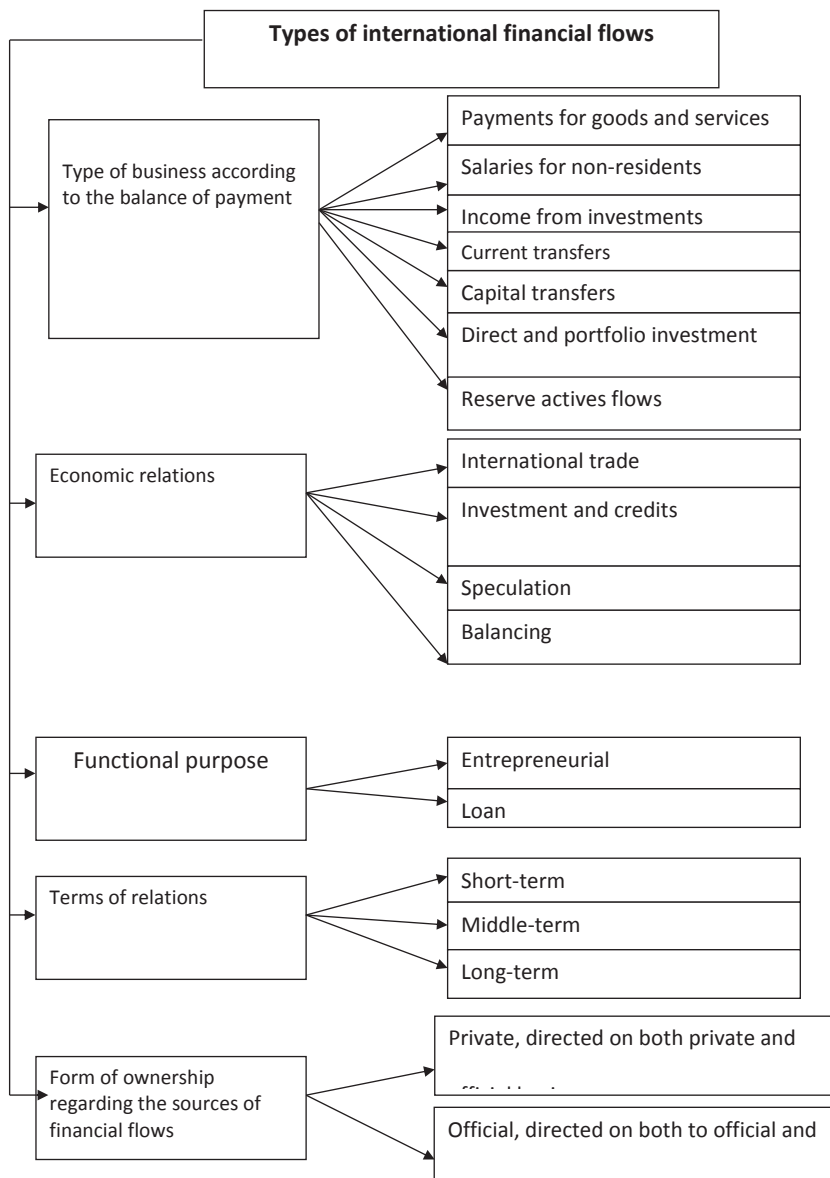 Types of international financial flows
Type of business according
to the balance of payment
Payments for goods and services
Salaries for non-residents
Income from investments
Current transfers
Capital transfers
Direct and portfolio investment
Reserve actives flows
Economic relations
International trade
Investment and credits
Speculation
Balancing
Functional purpose
Entrepreneurial
Loan
Terms of relations
Short-term
Middle-term
Long-term
Form of ownership
regarding the sources of
financial flows
Private, directed on both private and
Official, directed on both to official and